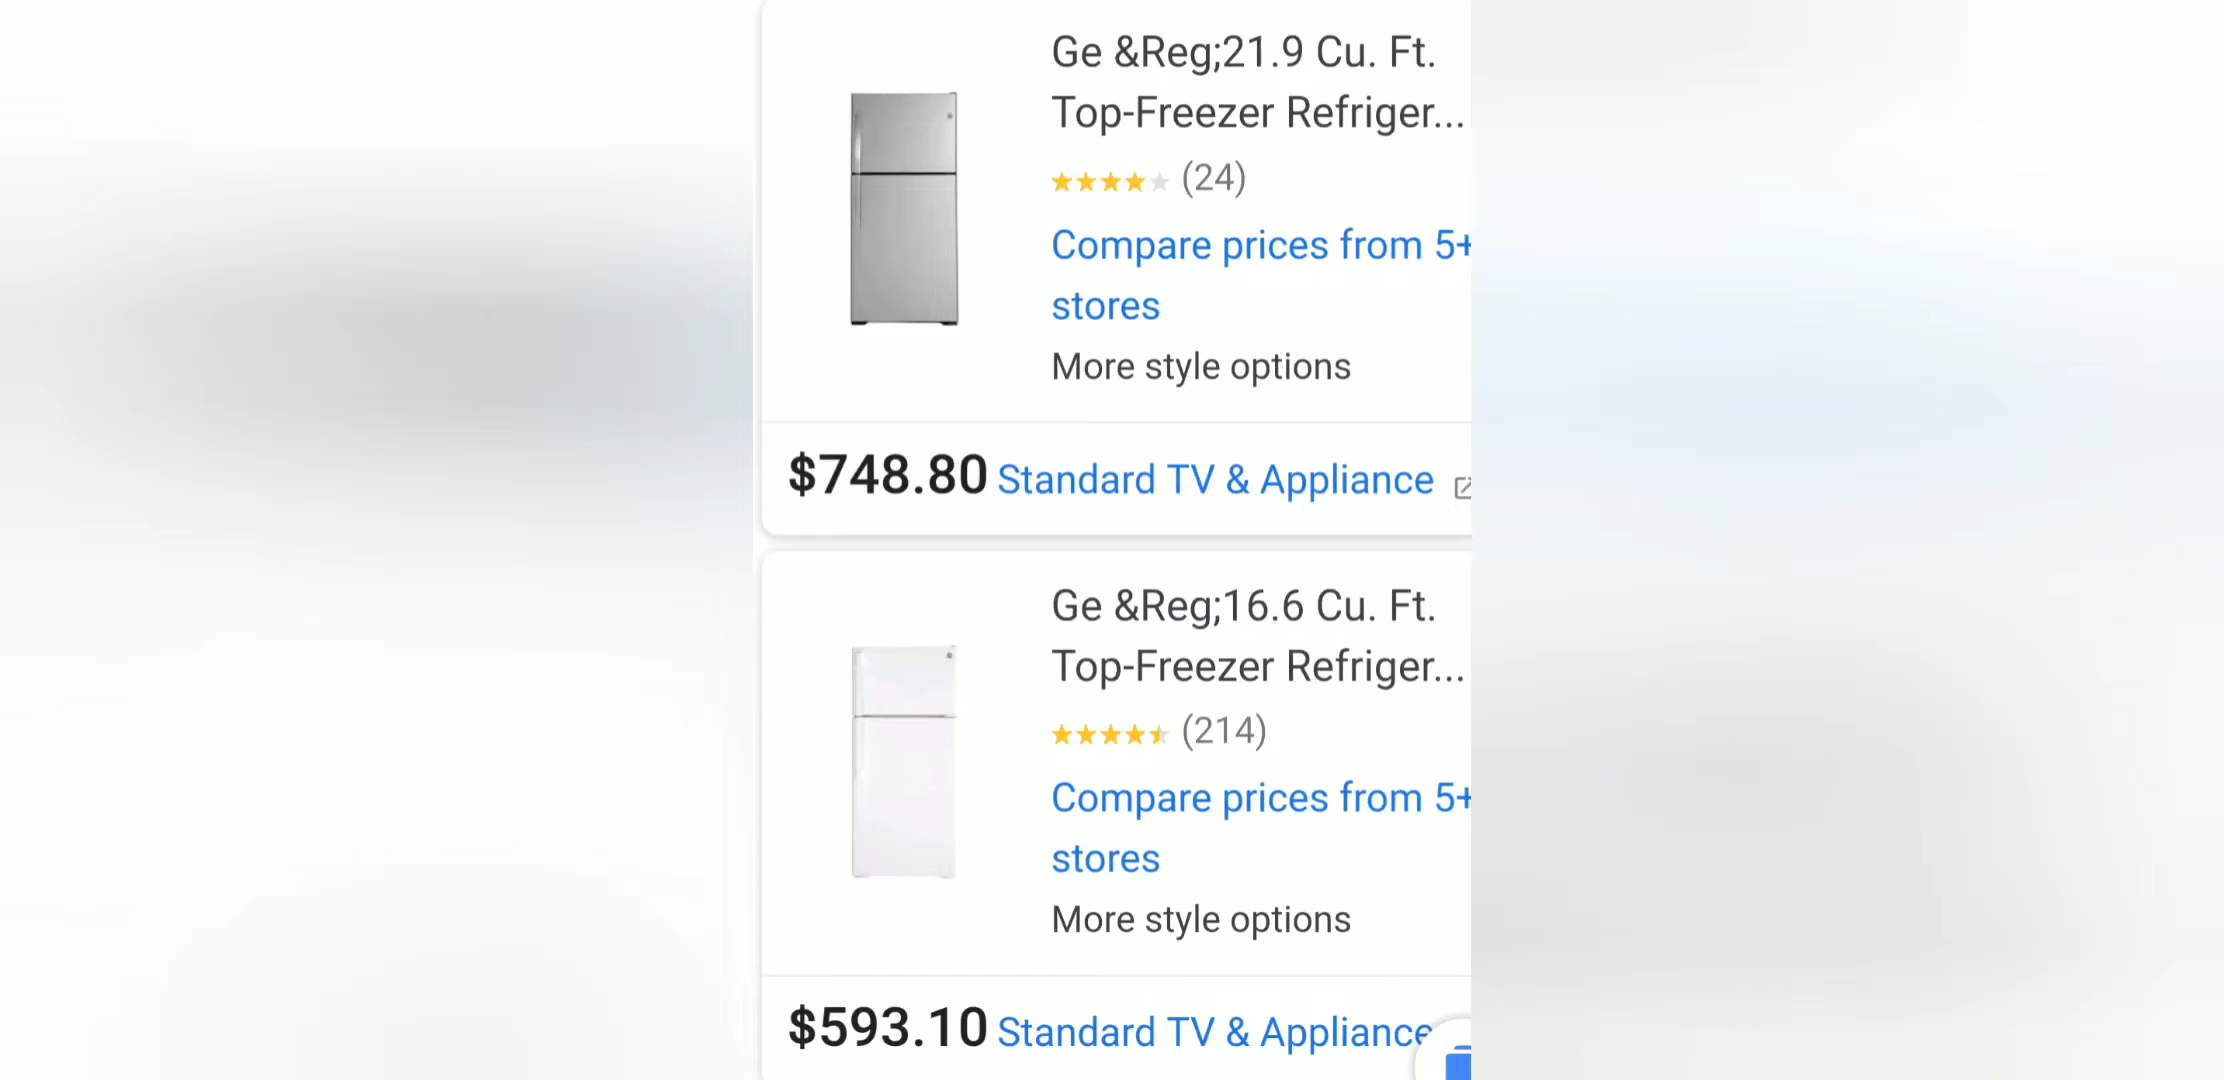 Ge &Reg;21.9 Cu. Ft.
Top-Freezer Refriger...
(24)
Compare prices from 5+
stores
More style options
$748.80 Standard TV & Appliance
Ge &Reg;16.6 Cu. Ft.
Top-Freezer Refriger...
(214)
Compare prices from 5+
stores
More style options
$593.10 Standard TV & Appliance